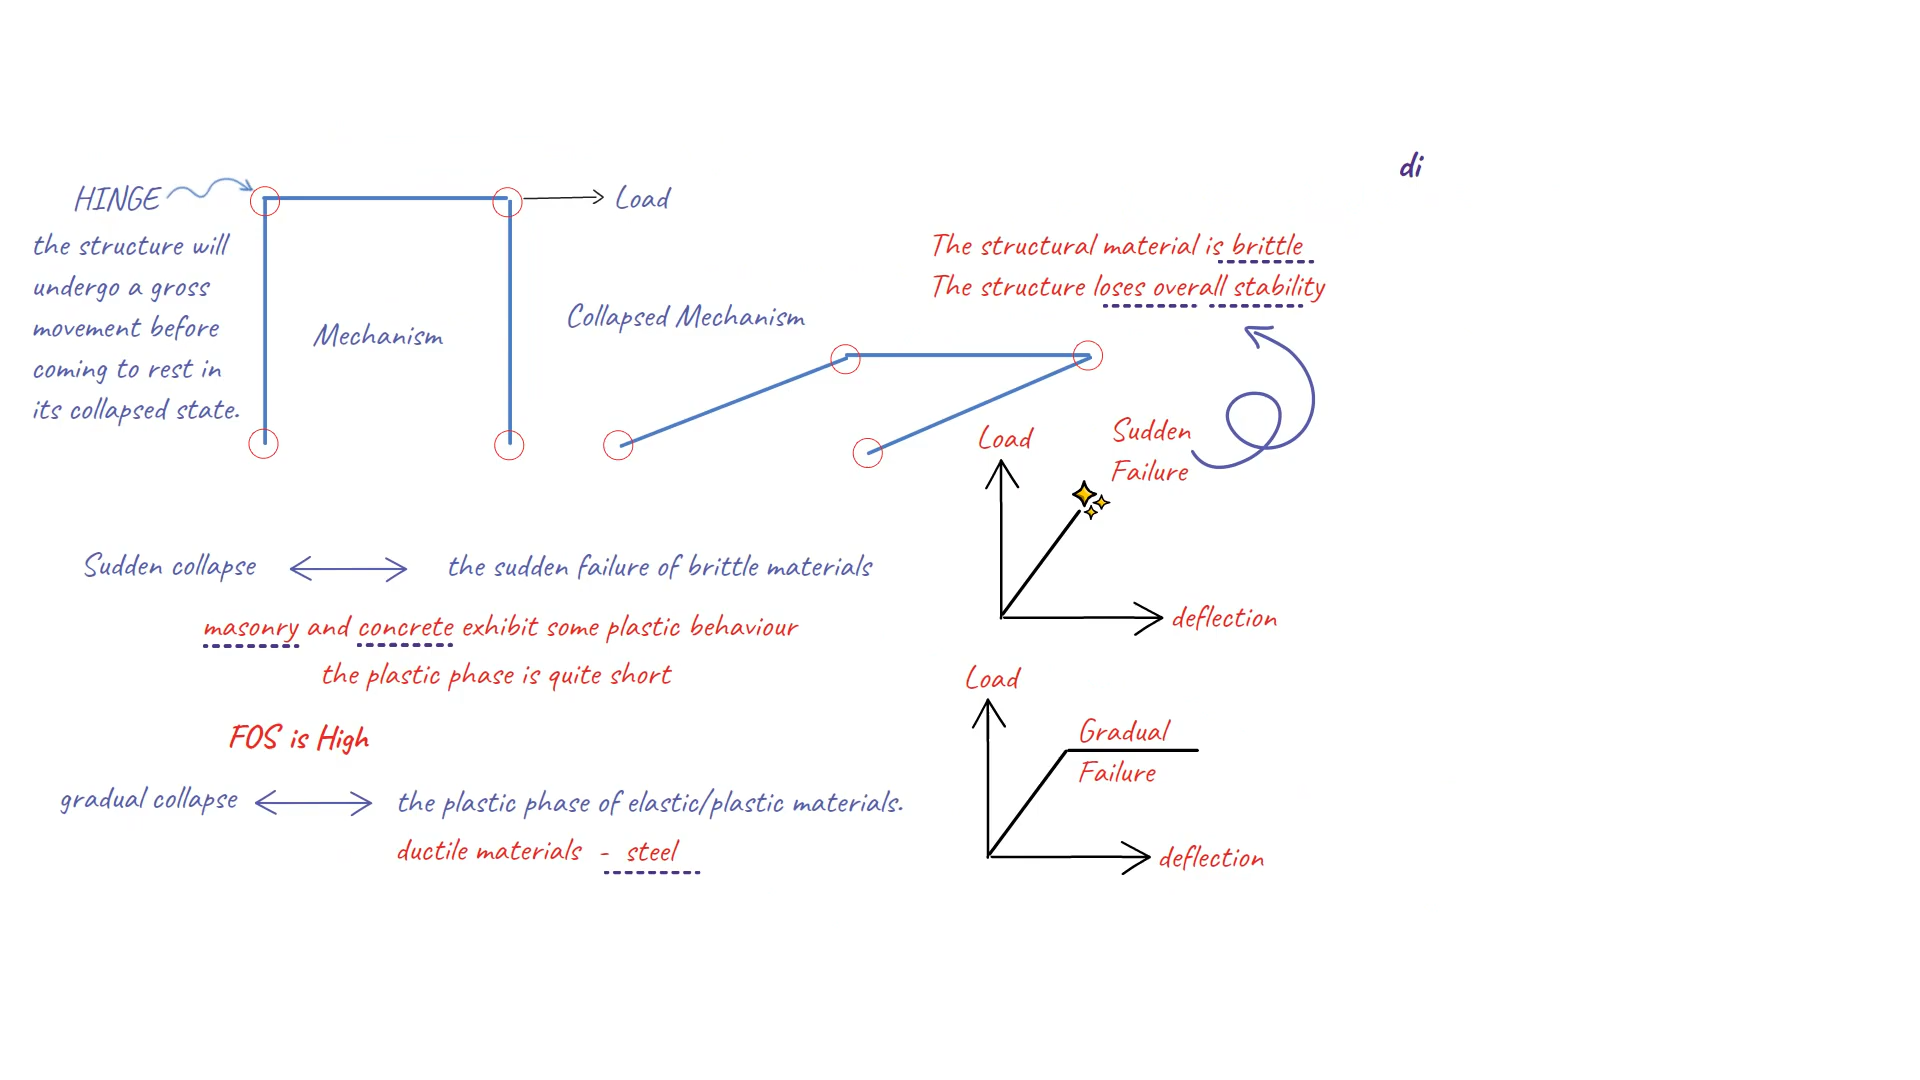 HINGE
the structure will
undergo a gross
movement before
coming to rest in
its collapsed state.
Mechanism
Load
Collapsed Mechanism
The structural material is brittle
The structure loses overall stability
Sudden
Failure
Load
deflection
Sudden collapse
the sudden failure of brittle materials
masonry and concrete exhibit some plastic behaviour
the plastic phase is quite short
FOS is High
gradual collapse
the plastic phase of elastic/plastic materials.
ductile materials - steel
Load
Gradual
Failure
deflection
di